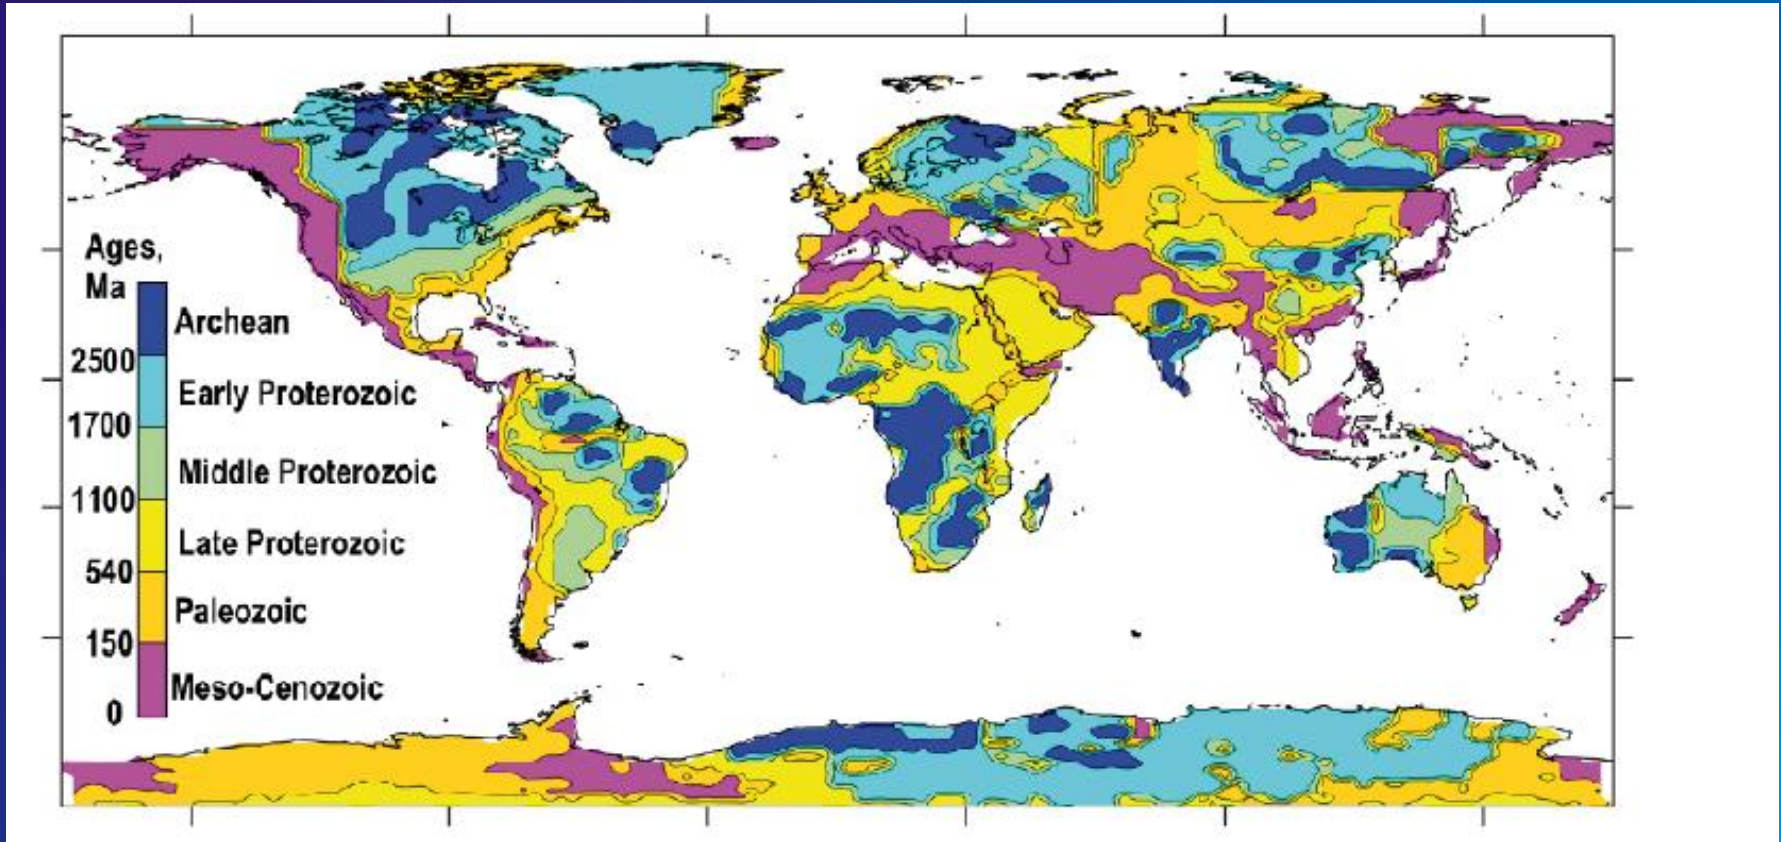 Ages,
Ma
Archean
2500
Early Proterozoic
1700
Middle Proterozoic
1100
Late Proterozoic
540
Paleozoic
150
Meso-Cenozoic
0